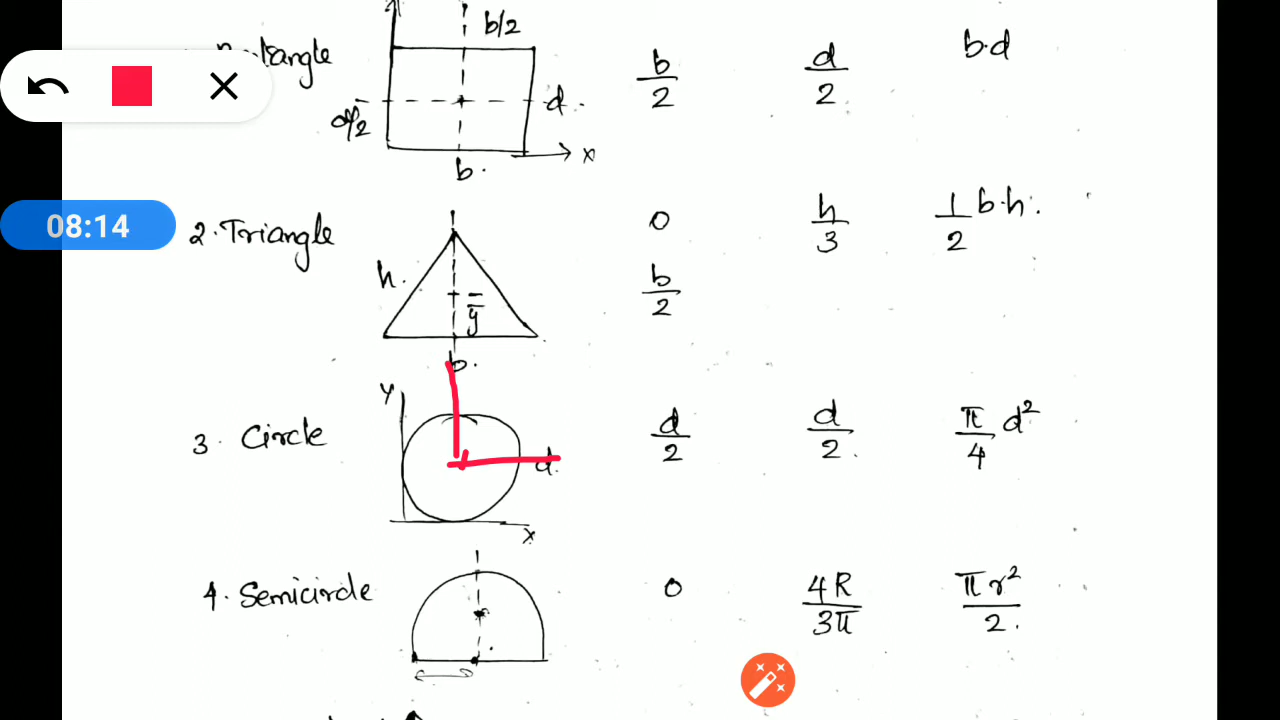 b/2
b/2 d/2 b·d
d/2 d.
x
b.
08:14
2. Triangle h. 0 h/3 1/2 b·h.
ȳ b/2
b.
y
3. Circle d. d/2 d/2. π/4 d²
x
4. Semicircle 0 4R/3π πr²/2.